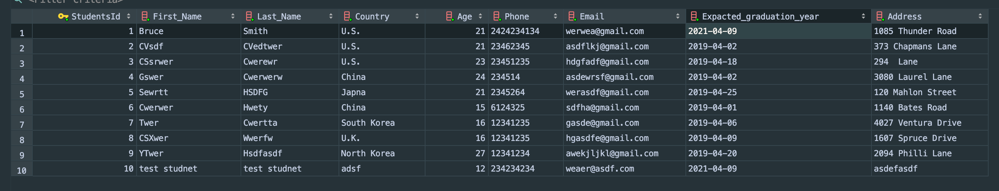 <Filter Criteria>
StudentsId First_Name Last_Name Country Age Phone Email Expacted_graduation_year Address
1 1 Bruce Smith U.S. 21 2424234134 werwea@gmail.com 2021-04-09 1085 Thunder Road
2 2 CVsdf CVedtwer U.S. 21 23462345 asdflkj@gmail.com 2019-04-02 373 Chapmans Lane
3 3 CSsrwer Cwerewr U.S. 23 23451235 hdgfadf@gmail.com 2019-04-18 294  Lane
4 4 Gswer Cwerwerw China 24 234514 asdewrsf@gmail.com 2019-04-02 3080 Laurel Lane
5 5 Sewrtt HSDFG Japna 21 2345264 werasdf@gmail.com 2019-04-25 120 Mahlon Street
6 6 Cwerwer Hwety China 15 6124325 sdfha@gmail.com 2019-04-01 1140 Bates Road
7 7 Twer Cwertta South Korea 16 12341235 gasde@gmail.com 2019-04-06 4027 Ventura Drive
8 8 CSXwer Wwerfw U.K. 16 12341235 hgasdfe@gmail.com 2019-04-09 1607 Spruce Drive
9 9 YTwer Hsdfasdf North Korea 27 12341234 awekjljkl@gmail.com 2019-04-20 2094 Philli Lane
10 10 test studnet test studnet adsf 12 234234234 weaer@asdf.com 2021-04-09 asdefasdf